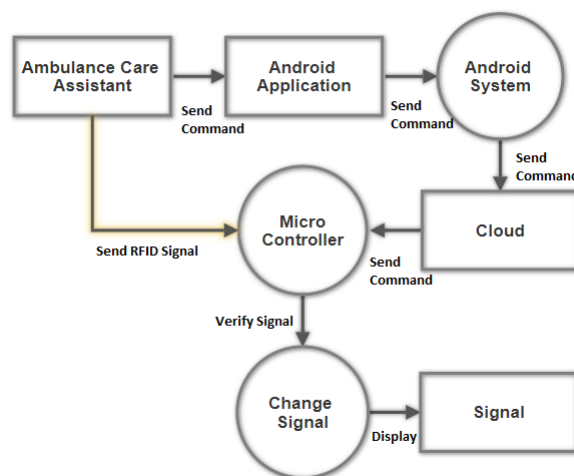 Ambulance Care
Assistant
Send
Command
Android
Application
Send
Command
Android
System
Send
Command
Cloud
Send
Command
Micro
Controller
Send RFID Signal
Verify Signal
Change
Signal
Display
Signal